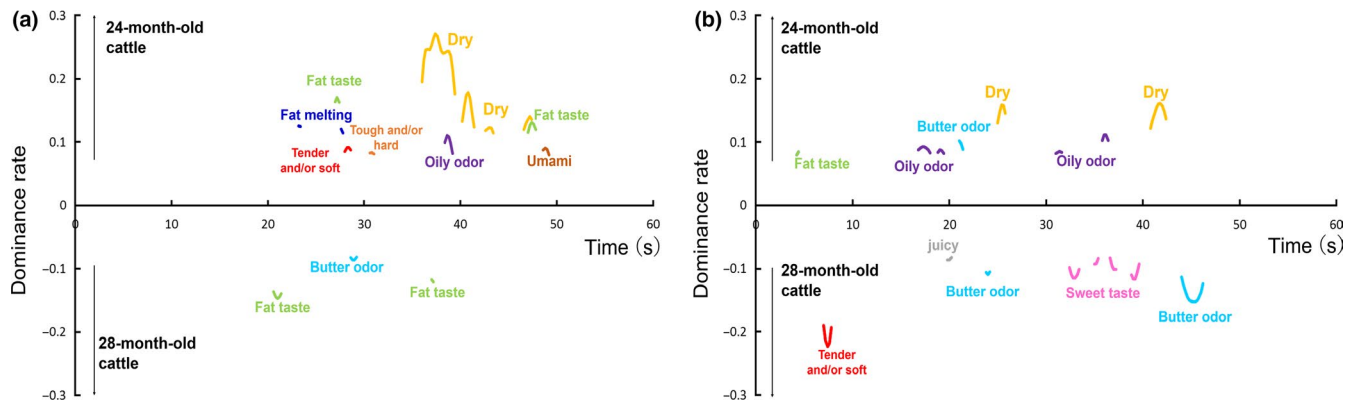 (a)
24-month-old
cattle
28-month-old
cattle
Dominance rate
Time (s)
0.3
0.2
0.1
0
−0.1
−0.2
−0.3
0
10
20
30
40
50
60
Fat taste
Fat melting
Tender
and/or soft
Tough and/or
hard
Dry
Dry
Oily odor
Fat taste
Umami
Butter odor
Fat taste
Fat taste
(b)
24-month-old
cattle
28-month-old
cattle
Dominance rate
Time (s)
0.3
0.2
0.1
0
−0.1
−0.2
−0.3
0
10
20
30
40
50
60
Fat taste
Oily odor
Butter odor
Dry
Oily odor
Dry
juicy
Butter odor
Sweet taste
Butter odor
Tender
and/or soft